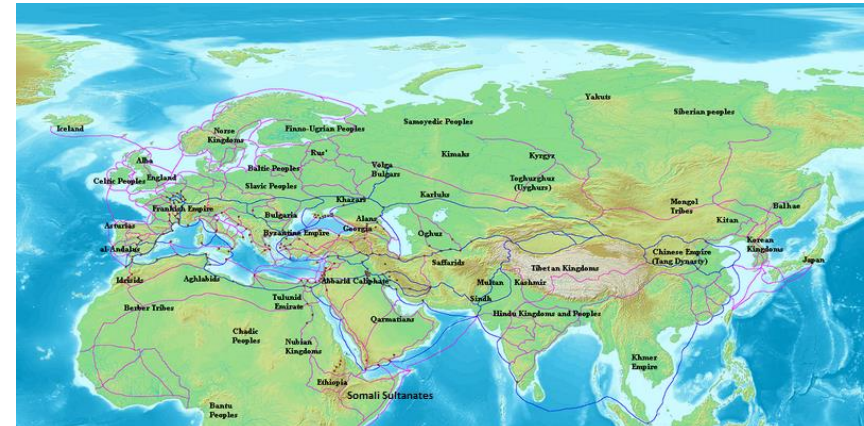 Yakuts
Siberian peoples
Samoyedic Peoples
Iceland
Norse
Kingdoms
Finno-Ugrian Peoples
Rus'
Alba
Kimaks
Kyrgyz
England
Celtic Peoples
Baltic Peoples
Volga
Bulgars
Toghuzghuz
(Uyghurs)
Slavic Peoples
Karluks
Khazari
Mongol
Tribes
Balhae
Frankish Empire
Bulgaria
Alans
Kitan
Asturias
Byzantine Empire
Georgia
Oghuz
Korean
Kingdoms
al-Andalus
Saffarids
Tibetan Kingdoms
Chinese Empire
(Tang Dynasty)
Japan
Idrisids
Aghlabids
Abbarid Caliphate
Multan
Kashmir
Tulunid
Emirate
Sindh
Berber Tribes
Qarmatians
Hindu Kingdoms and Peoples
Chadic
Peoples
Nubian
Kingdoms
Khmer
Empire
Ethiopia
Somali Sultanates
Bantu
Peoples